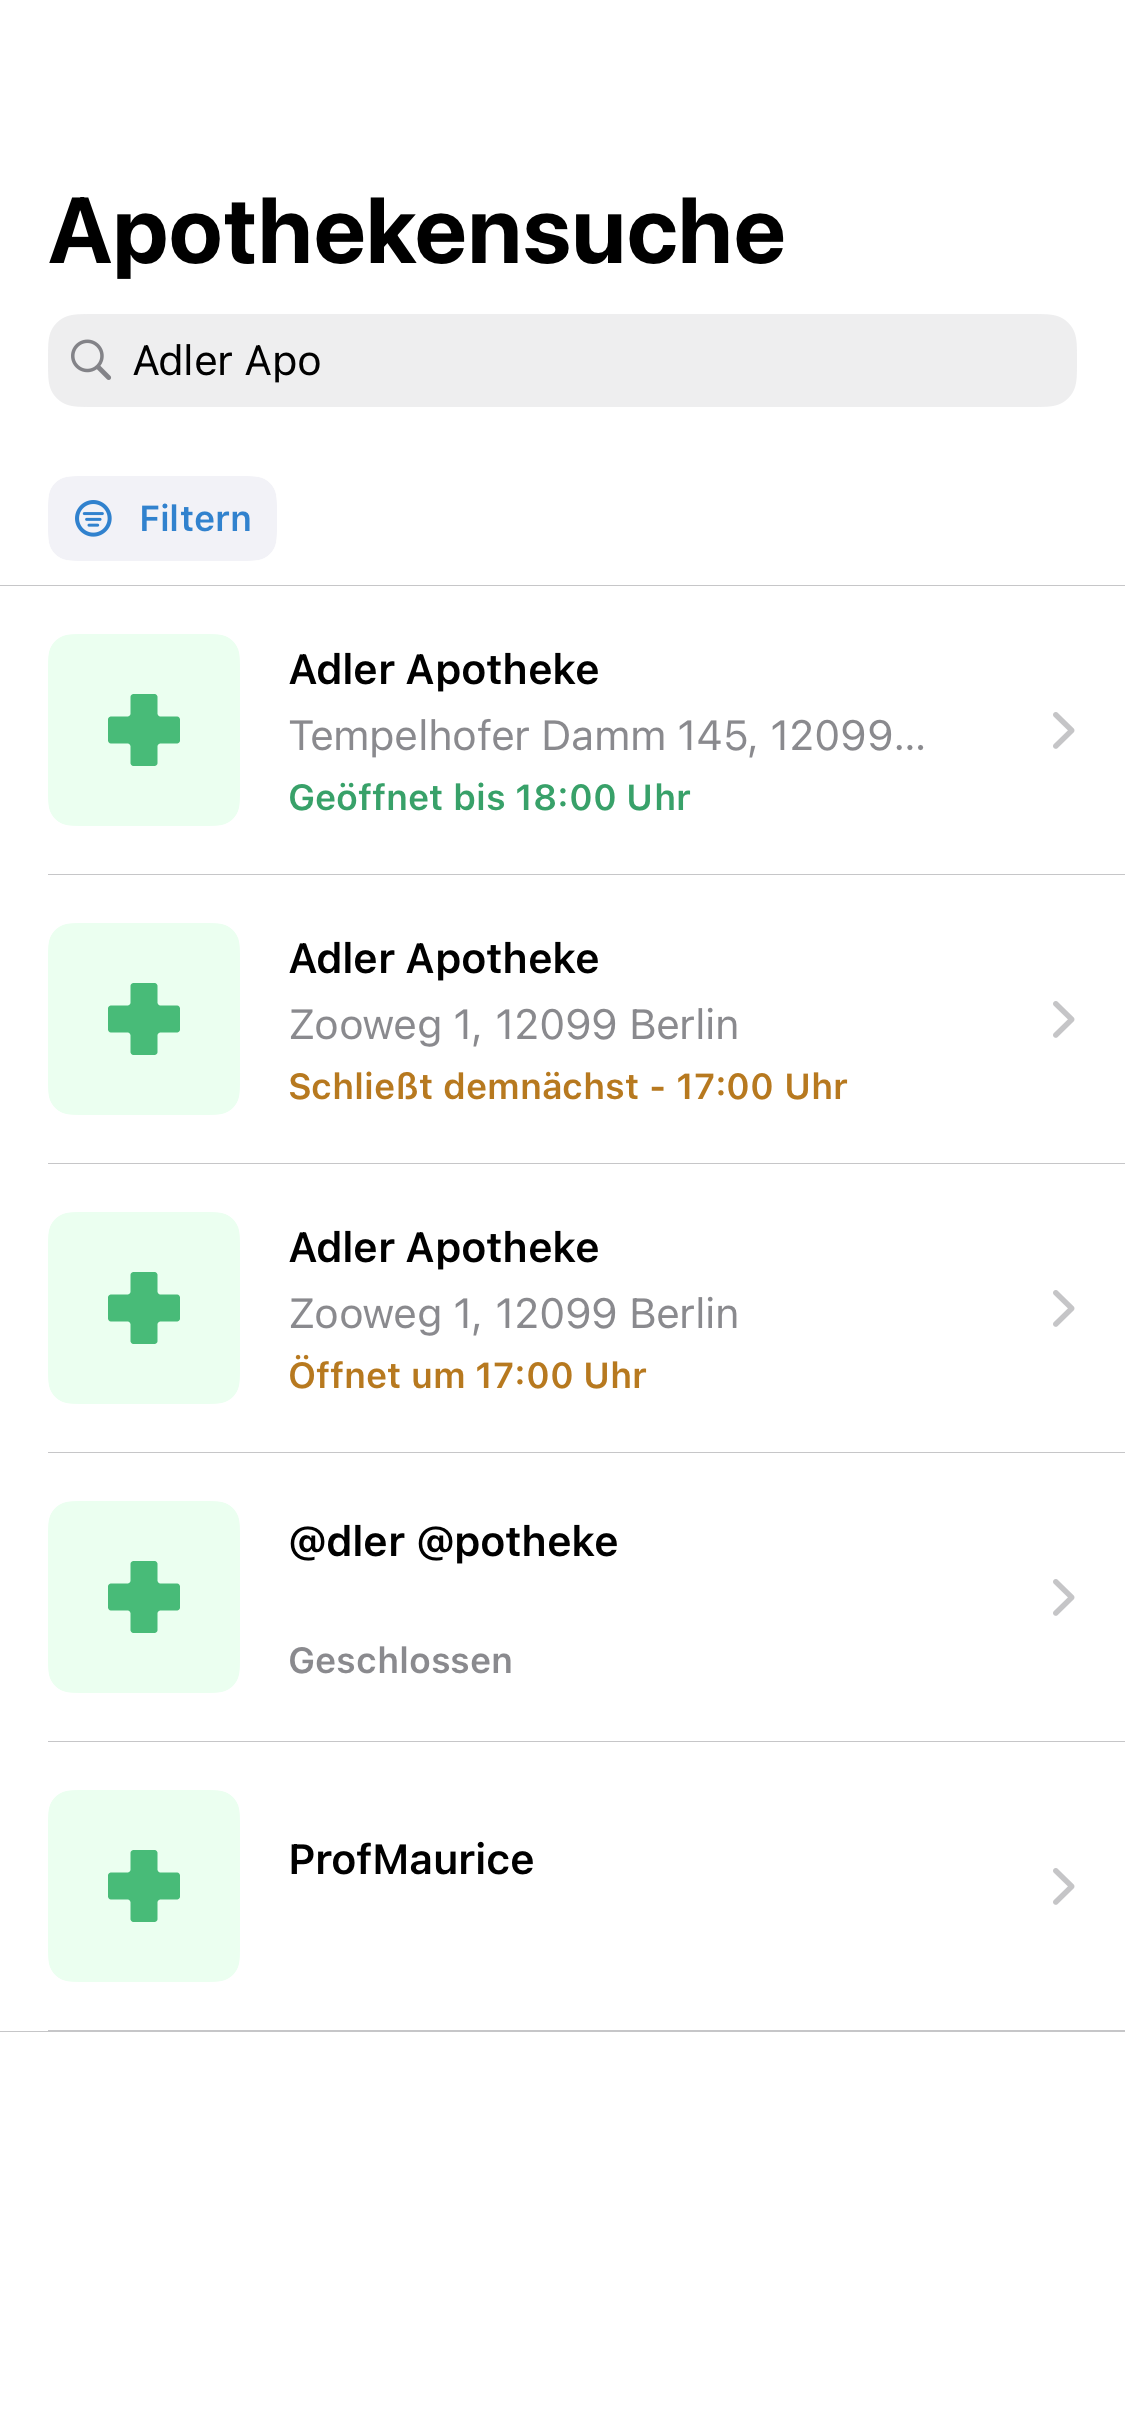 Apothekensuche
Adler Apo
Filtern
Adler Apotheke
Tempelhofer Damm 145, 12099...
Geöffnet bis 18:00 Uhr
Adler Apotheke
Zooweg 1, 12099 Berlin
Schließt demnächst - 17:00 Uhr
Adler Apotheke
Zooweg 1, 12099 Berlin
Öffnet um 17:00 Uhr
@dler @potheke
Geschlossen
ProfMaurice